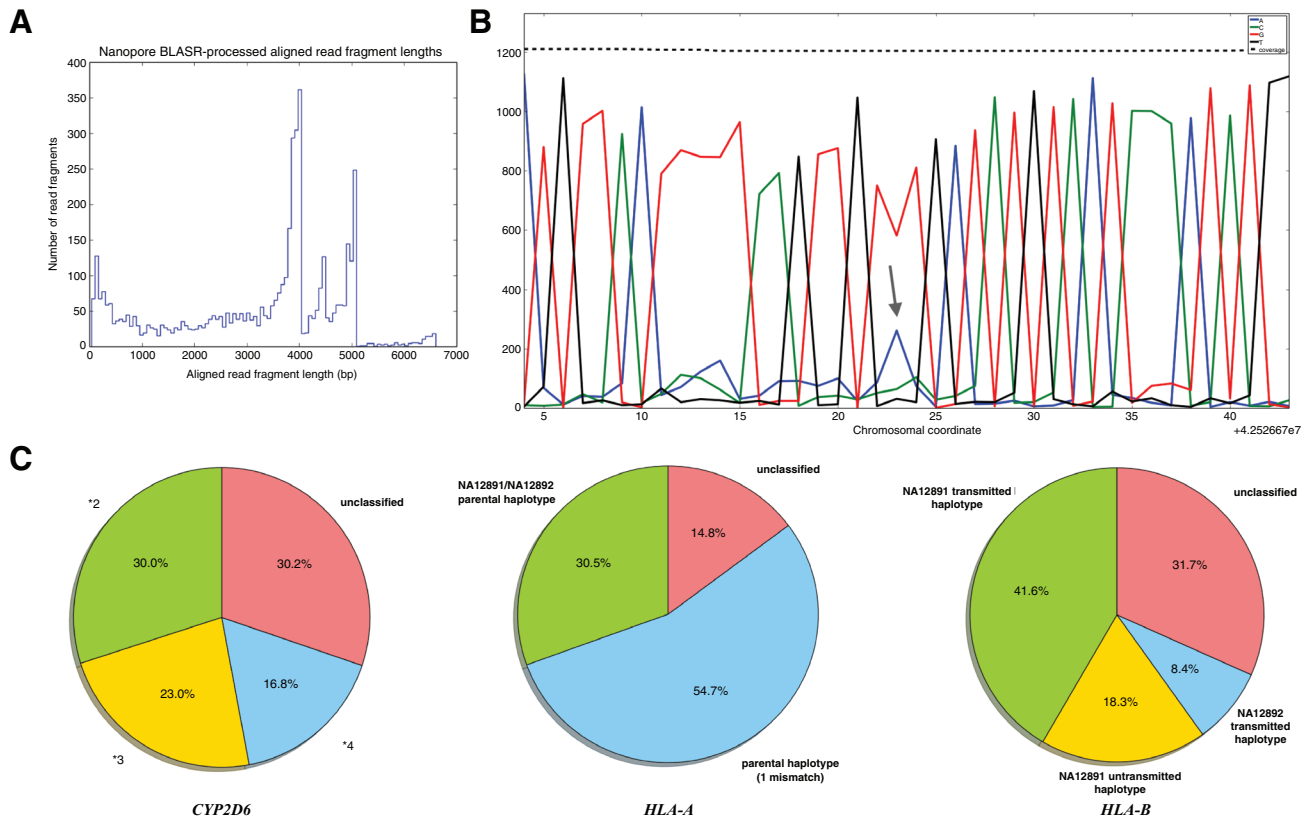 A
Nanopore BLASR-processed aligned read fragment lengths
400
350
300
250
200
150
100
50
0
Number of read fragments
0 1000 2000 3000 4000 5000 6000 7000
Aligned read fragment length (bp)
B
1200
1000
800
600
400
200
0
A
C
G
T
coverage
5 10 15 20 25 30 35 40
Chromosomal coordinate
+4.252667e7
C
*2
unclassified
30.0%
30.2%
23.0%
16.8%
*3
*4
CYP2D6
NA12891/NA12892
parental haplotype
unclassified
30.5%
14.8%
54.7%
parental haplotype
(1 mismatch)
HLA-A
NA12891 transmitted
haplotype
unclassified
41.6%
31.7%
8.4%
18.3%
NA12892
transmitted
haplotype
NA12891 untransmitted
haplotype
HLA-B